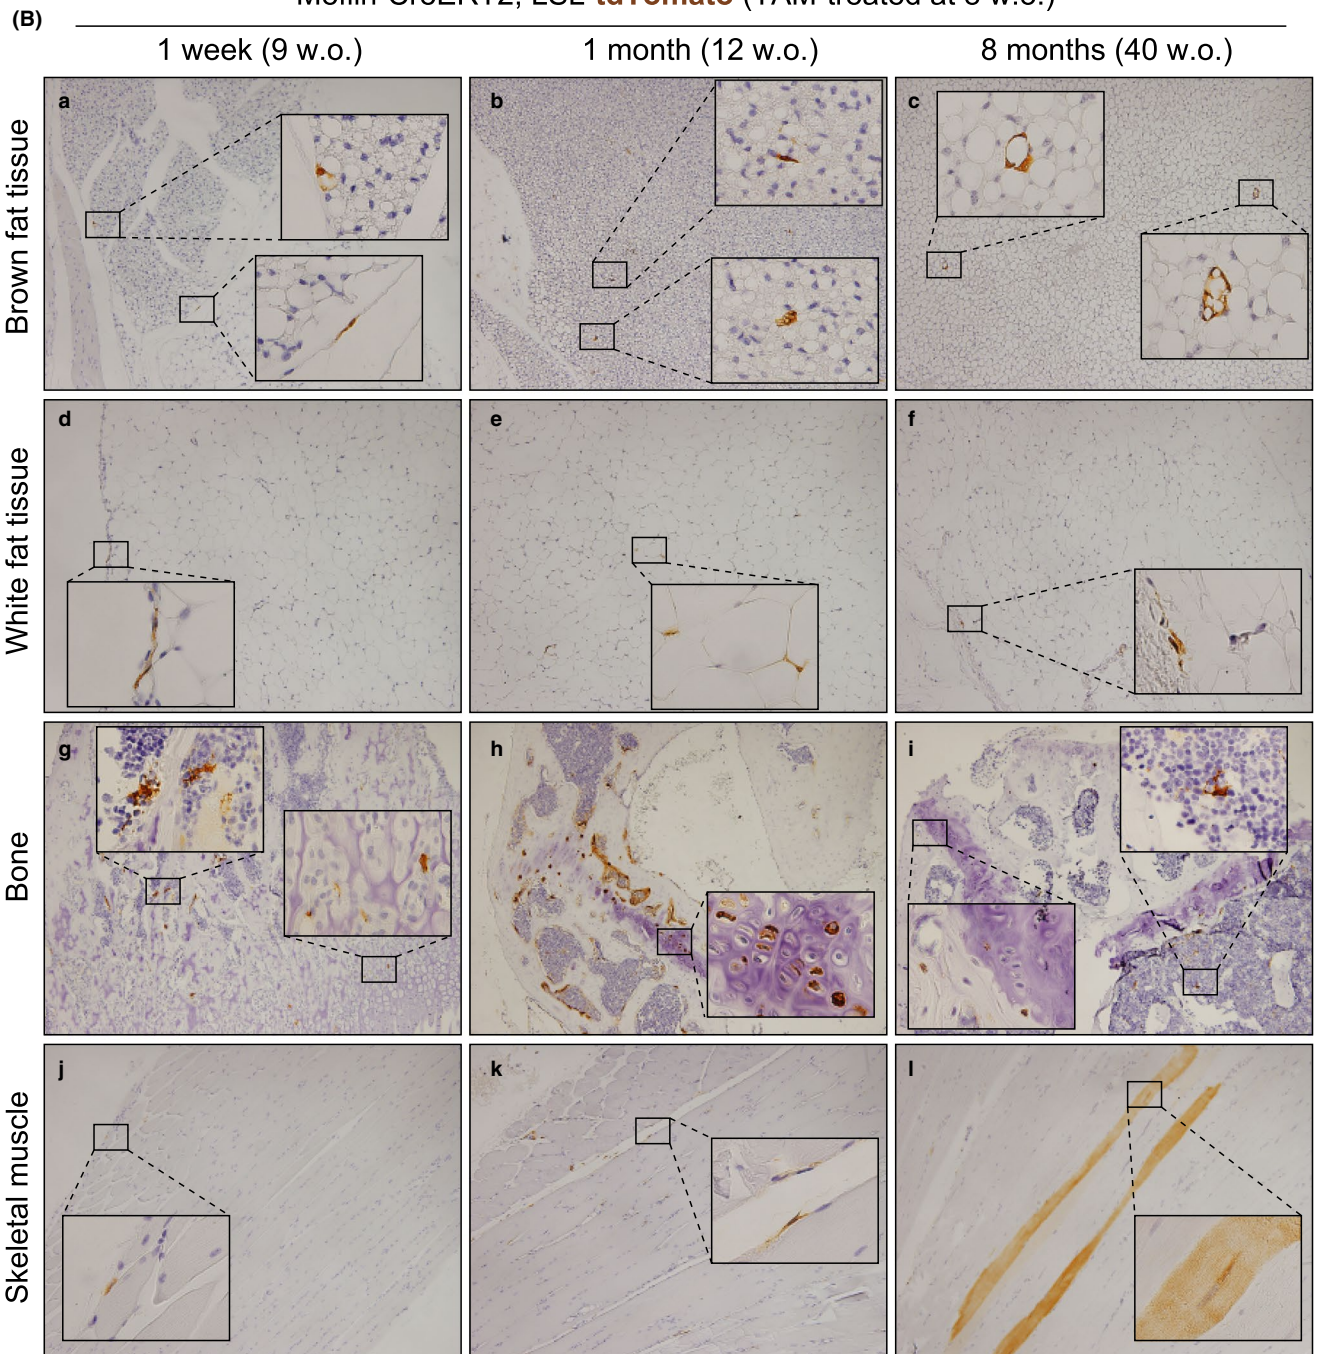 (B)
1 week (9 w.o.)
1 month (12 w.o.)
8 months (40 w.o.)
Brown fat tissue
a
b
c
White fat tissue
d
e
f
Bone
g
h
i
Skeletal muscle
j
k
l